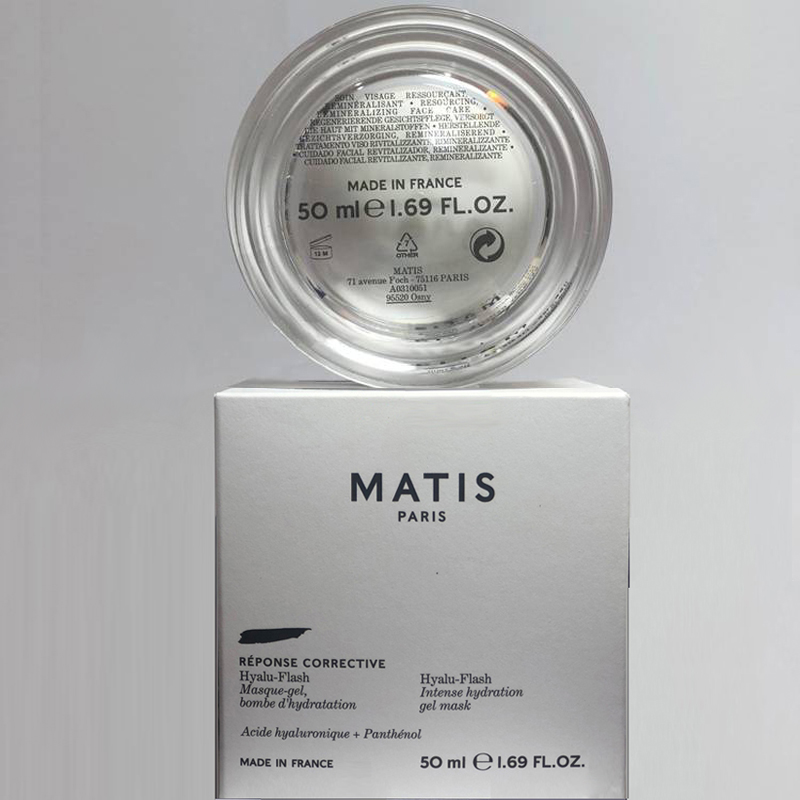 SOIN VISAGE RESSOURÇANT,
REMINÉRALISANT • RESOURCING,
REMINERALIZING FACE CARE •
REGENERIERENDE GESICHTSPFLEGE, VERSORGT
DIE HAUT MIT MINERALSTOFFEN • HERSTELLENDE
GEZICHTSVERZORGING, REMINERALISEREND •
TRATTAMENTO VISO RIVITALIZZANTE, RIMINERALIZZANTE
• CUIDADO FACIAL REVITALIZADOR, REMINERALIZANTE •
CUIDADO FACIAL REVITALIZANTE, REMINERALIZANTE
MADE IN FRANCE
50 ml ℮ 1.69 FL.OZ.
12 M
7
OTHER
MATIS
71 avenue Foch - 75116 PARIS
A0310051
95520 Osny
MATIS
PARIS
RÉPONSE CORRECTIVE
Hyalu-Flash
Masque-gel,
bombe d'hydratation
Hyalu-Flash
Intense hydration
gel mask
Acide hyaluronique + Panthénol
MADE IN FRANCE
50 ml ℮ 1.69 FL.OZ.